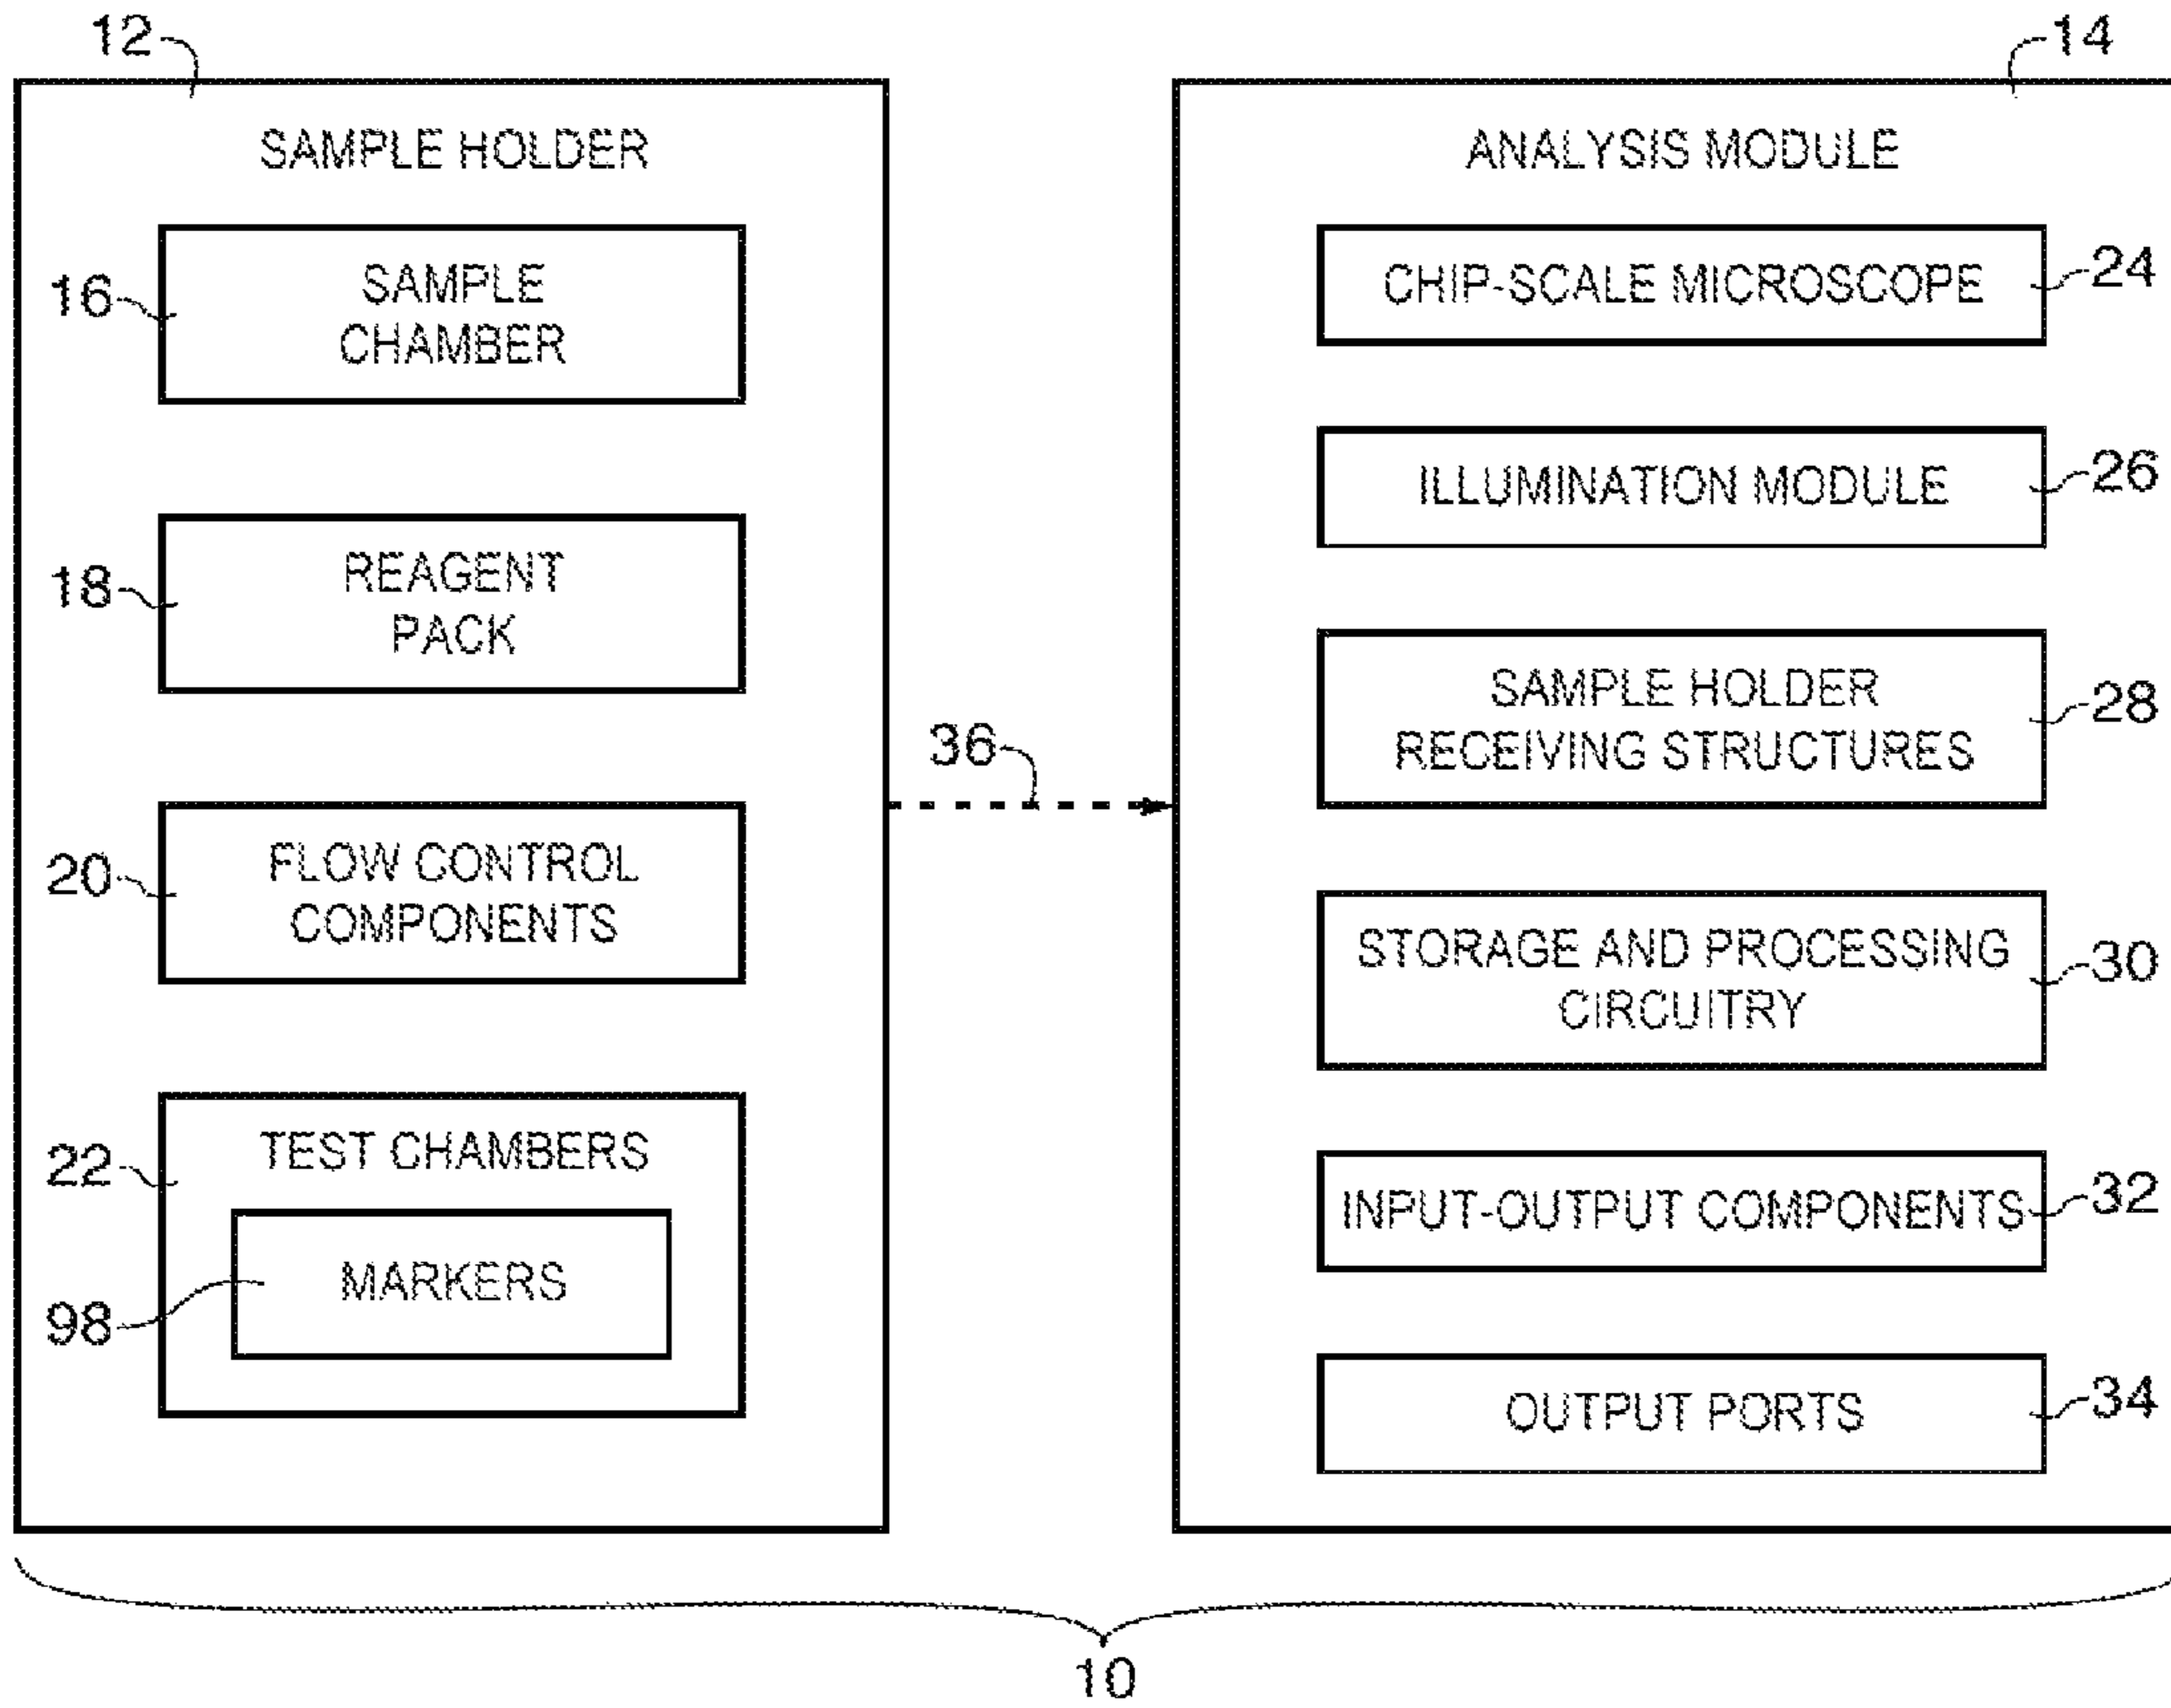 12
SAMPLE HOLDER
16
SAMPLE
CHAMBER
18
REAGENT
PACK
20
FLOW CONTROL
COMPONENTS
22
TEST CHAMBERS
98
MARKERS
36
14
ANALYSIS MODULE
CHIP-SCALE MICROSCOPE
24
ILLUMINATION MODULE
26
SAMPLE HOLDER
RECEIVING STRUCTURES
28
STORAGE AND PROCESSING
CIRCUITRY
30
INPUT-OUTPUT COMPONENTS
32
OUTPUT PORTS
34
10